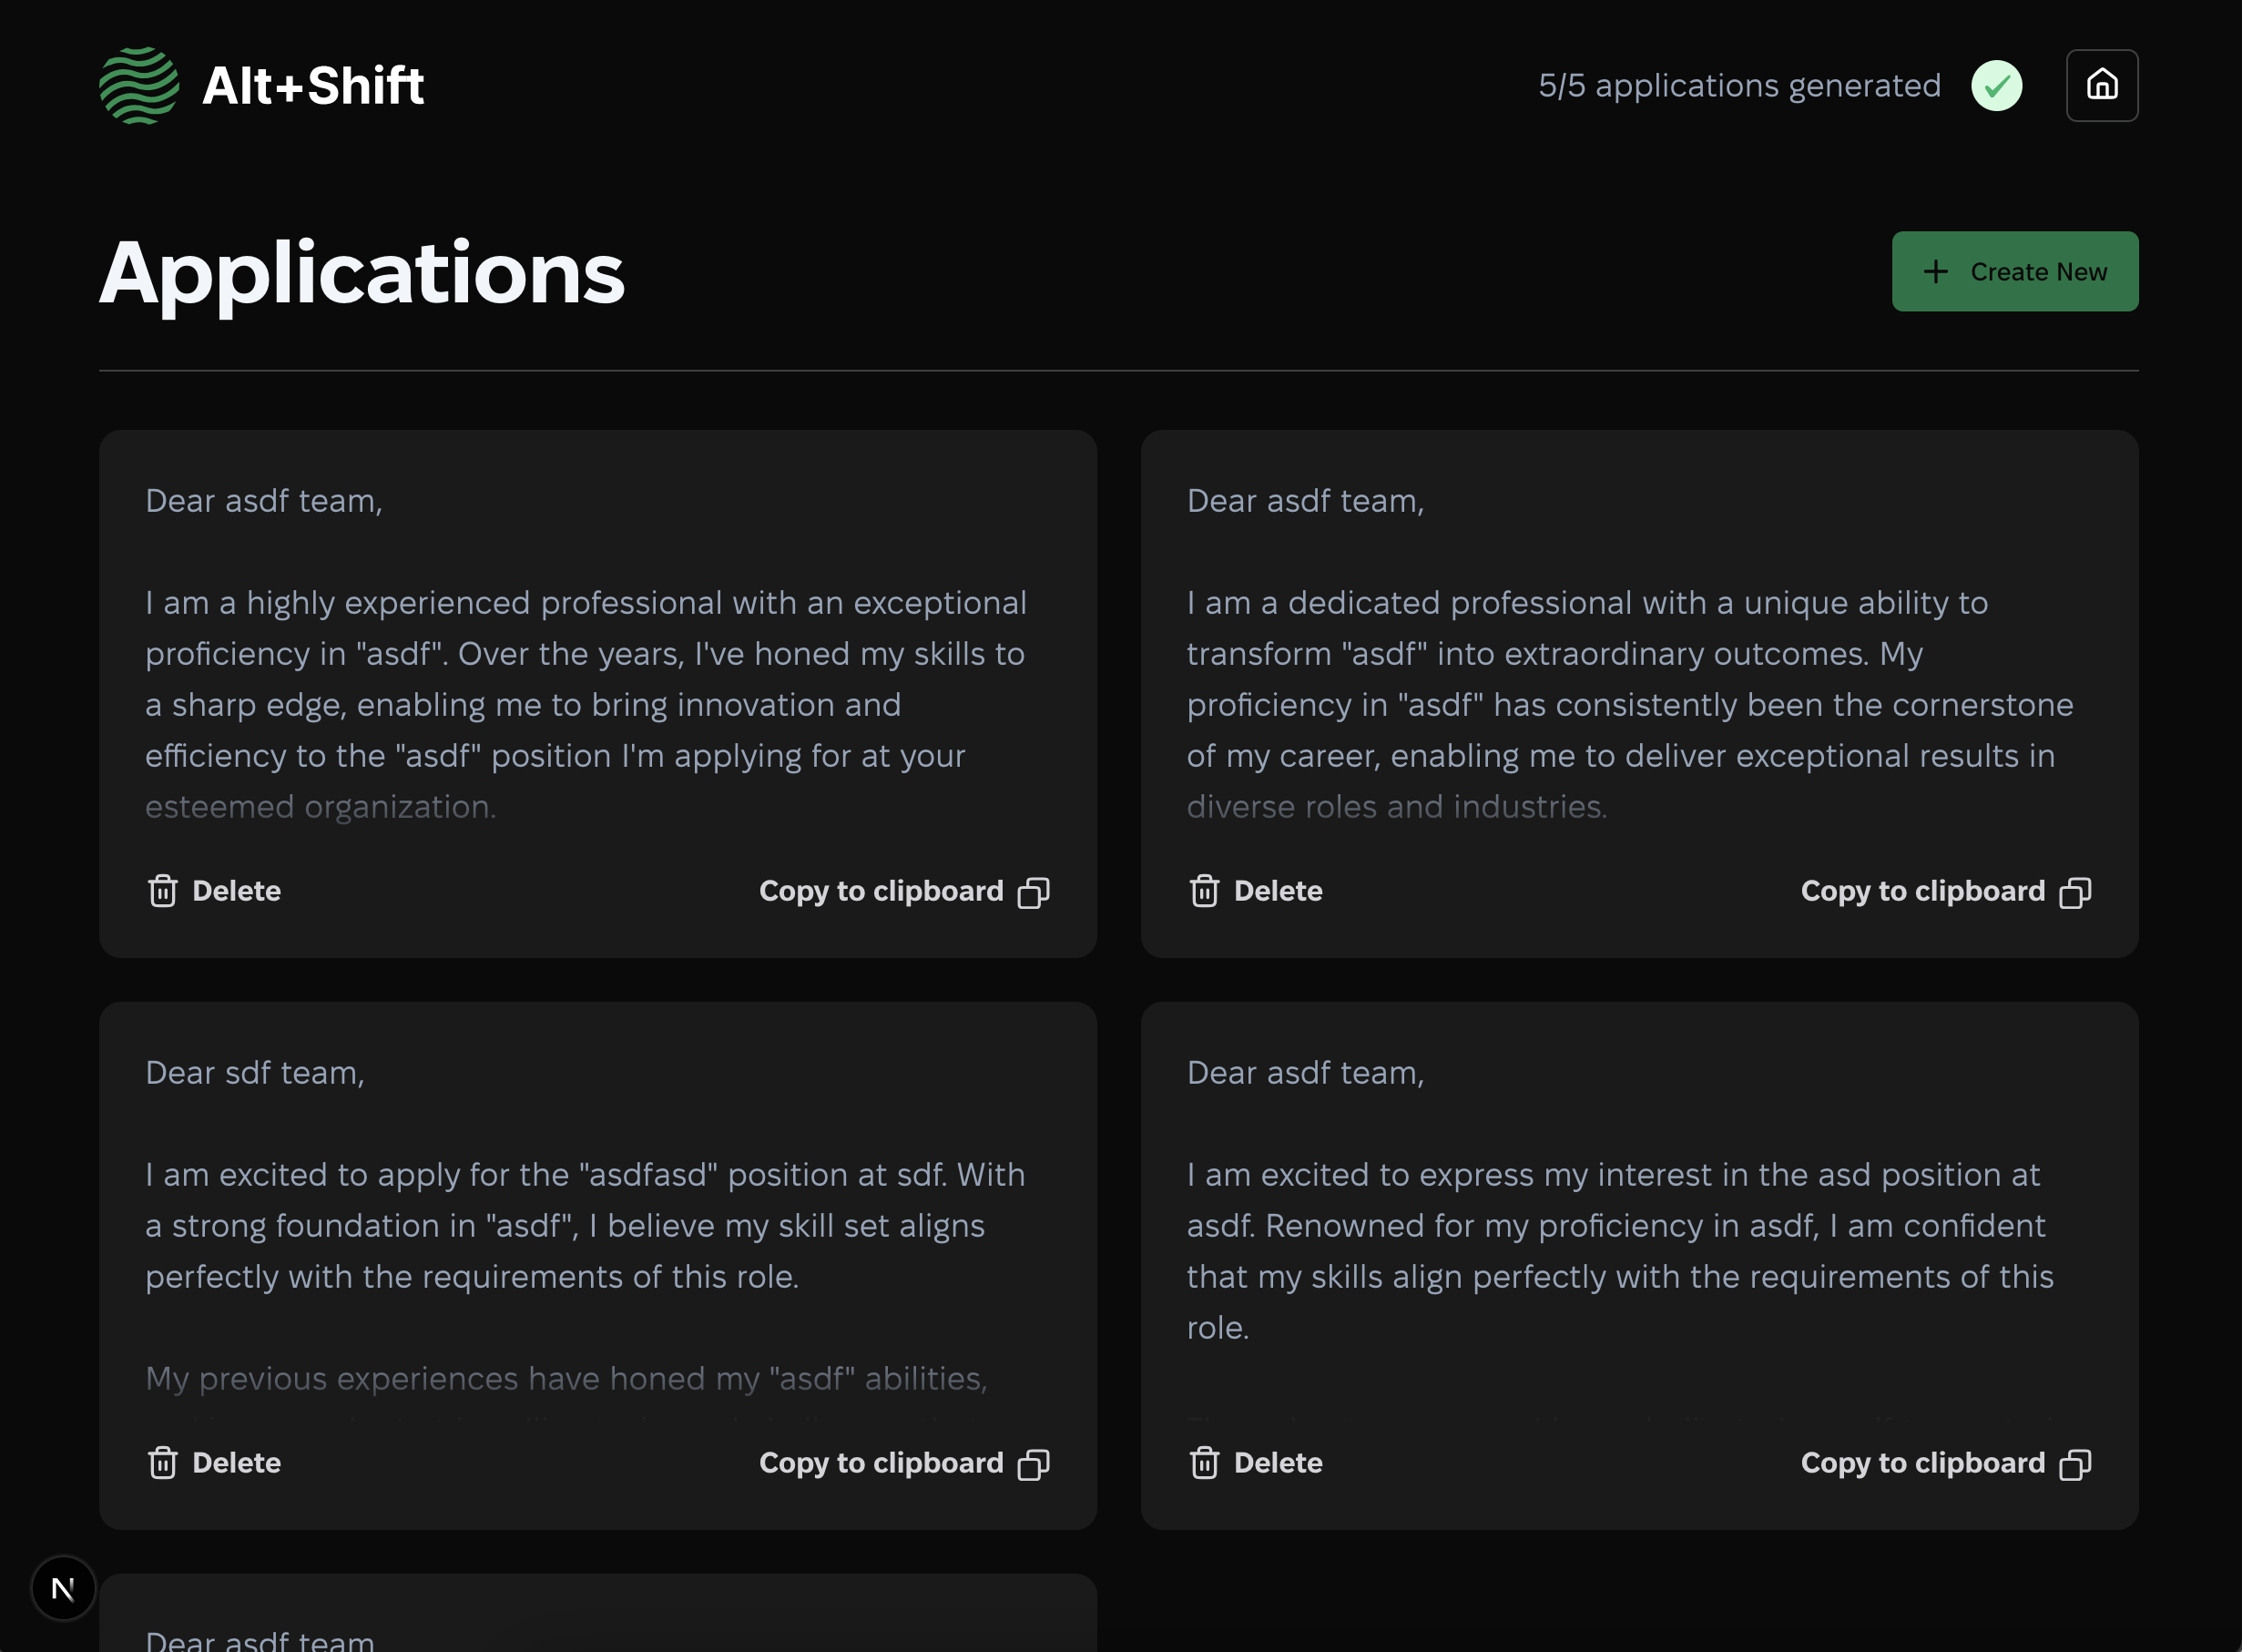 Alt+Shift
5/5 applications generated
Applications
Create New
Dear asdf team,
I am a highly experienced professional with an exceptional
proficiency in "asdf". Over the years, I've honed my skills to
a sharp edge, enabling me to bring innovation and
efficiency to the "asdf" position I'm applying for at your
esteemed organization.
Delete
Copy to clipboard
Dear asdf team,
I am a dedicated professional with a unique ability to
transform "asdf" into extraordinary outcomes. My
proficiency in "asdf" has consistently been the cornerstone
of my career, enabling me to deliver exceptional results in
diverse roles and industries.
Delete
Copy to clipboard
Dear sdf team,
I am excited to apply for the "asdfasd" position at sdf. With
a strong foundation in "asdf", I believe my skill set aligns
perfectly with the requirements of this role.
My previous experiences have honed my "asdf" abilities,
Delete
Copy to clipboard
Dear asdf team,
I am excited to express my interest in the asd position at
asdf. Renowned for my proficiency in asdf, I am confident
that my skills align perfectly with the requirements of this
role.
Delete
Copy to clipboard
N
Dear asdf team